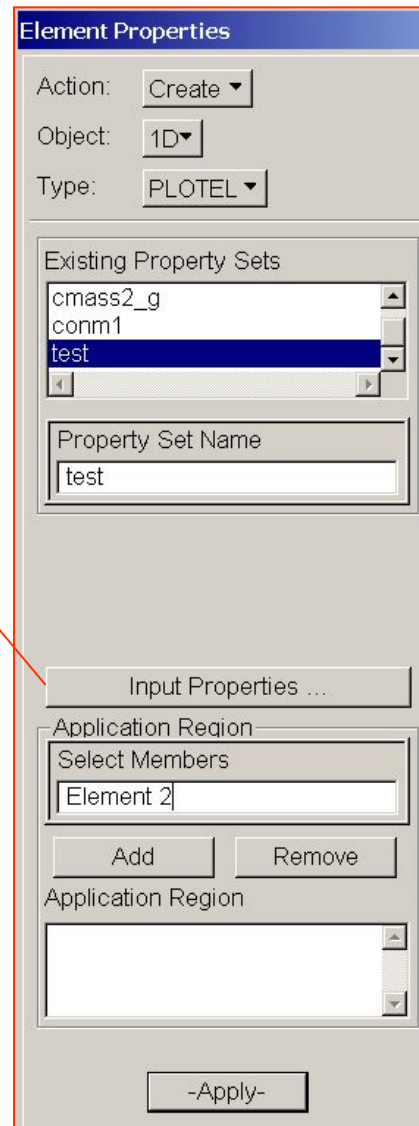 Element Properties
Action: Create
Object: 1D
Type: PLOTEL
Existing Property Sets
cmass2_g
conm1
test
Property Set Name
test
Input Properties ...
Application Region
Select Members
Element 2
Add Remove
Application Region
-Apply-